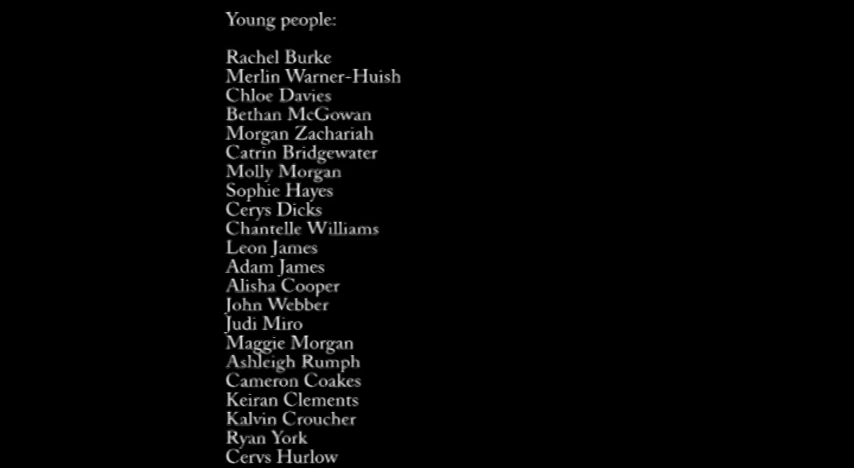 Young people:
Rachel Burke
Merlin Warner-Huish
Chloe Davies
Bethan McGowan
Morgan Zachariah
Catrin Bridgewater
Molly Morgan
Sophie Hayes
Cerys Dicks
Chantelle Williams
Leon James
Adam James
Alisha Cooper
John Webber
Judi Miro
Maggie Morgan
Ashleigh Rumph
Cameron Coakes
Keiran Clements
Kalvin Croucher
Ryan York
Cerys Hurlow